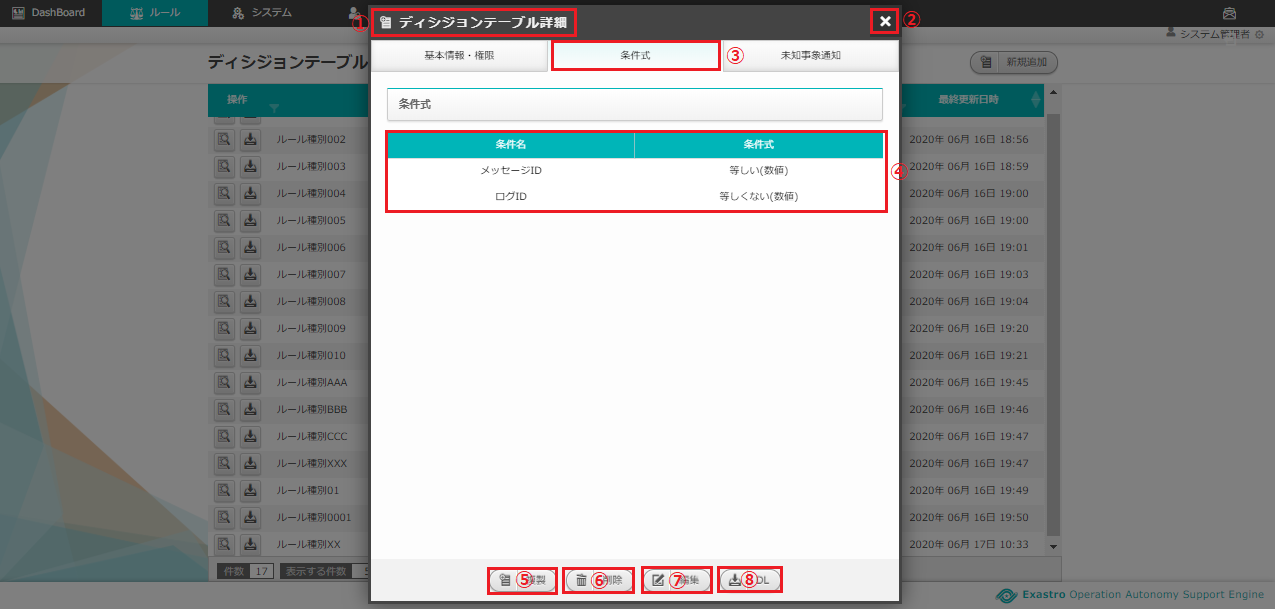 DashBoard
ルール
システム
システム管理者
ディシジョンテーブル
新規追加
操作
最終更新日時
ルール種別002
2020年 06月 16日 18:56
ルール種別003
2020年 06月 16日 18:59
ルール種別004
2020年 06月 16日 19:00
ルール種別005
2020年 06月 16日 19:00
ルール種別006
2020年 06月 16日 19:01
ルール種別007
2020年 06月 16日 19:03
ルール種別008
2020年 06月 16日 19:04
ルール種別009
2020年 06月 16日 19:20
ルール種別010
2020年 06月 16日 19:21
ルール種別AAA
2020年 06月 16日 19:45
ルール種別BBB
2020年 06月 16日 19:46
ルール種別CCC
2020年 06月 16日 19:47
ルール種別XXX
2020年 06月 16日 19:47
ルール種別01
2020年 06月 16日 19:49
ルール種別0001
2020年 06月 16日 19:50
ルール種別XX
2020年 06月 17日 10:33
件数 17 表示する件数
① ディシジョンテーブル詳細 ②
基本情報・権限 条件式 ③ 未知事象通知
条件式
条件名 条件式
メッセージID 等しい(数値)
④
ログID 等しくない(数値)
⑤ 製 ⑥ 削除 ⑦ 編集 ⑧ DL
Exastro Operation Autonomy Support Engine